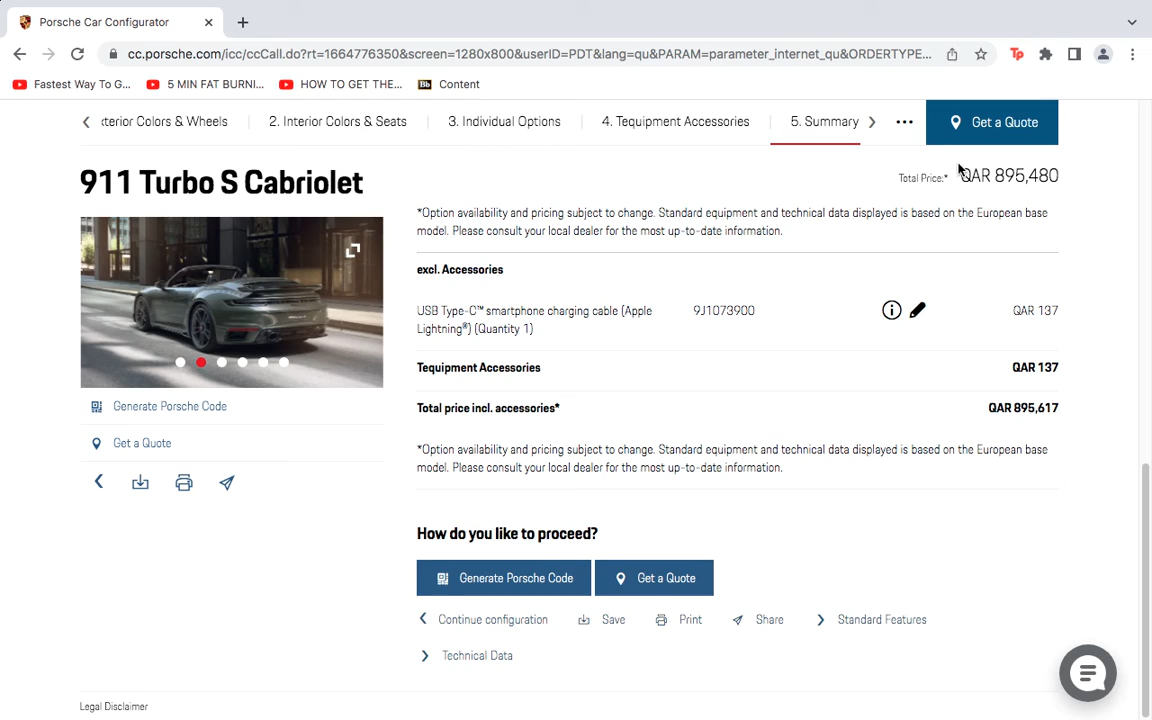 Porsche Car Configurator
cc.porsche.com/icc/ccCall.do?rt=1664776350&screen=1280x800&userID=PDT&lang=qu&PARAM=parameter_internet_qu&ORDERTYPE...
Fastest Way To G...
5 MIN FAT BURNI...
HOW TO GET THE...
Bb Content
xterior Colors & Wheels
2. Interior Colors & Seats
3. Individual Options
4. Tequipment Accessories
5. Summary
Get a Quote
911 Turbo S Cabriolet
Total Price:* QAR 895,480
*Option availability and pricing subject to change. Standard equipment and technical data displayed is based on the European base
model. Please consult your local dealer for the most up-to-date information.
excl. Accessories
USB Type-C™ smartphone charging cable (Apple
Lightning®) (Quantity 1)
9J1073900
QAR 137
Tequipment Accessories
QAR 137
Total price incl. accessories*
QAR 895,617
*Option availability and pricing subject to change. Standard equipment and technical data displayed is based on the European base
model. Please consult your local dealer for the most up-to-date information.
Generate Porsche Code
Get a Quote
How do you like to proceed?
Generate Porsche Code
Get a Quote
Continue configuration
Save
Print
Share
Standard Features
Technical Data
Legal Disclaimer